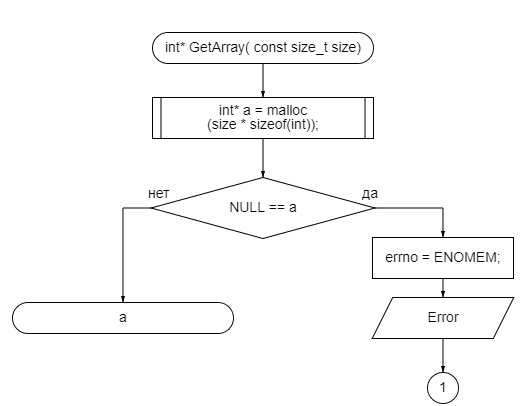 int* GetArray( const size_t size)
int* a = malloc
(size * sizeof(int));
нет
да
NULL == a
errno = ENOMEM;
a
Error
1